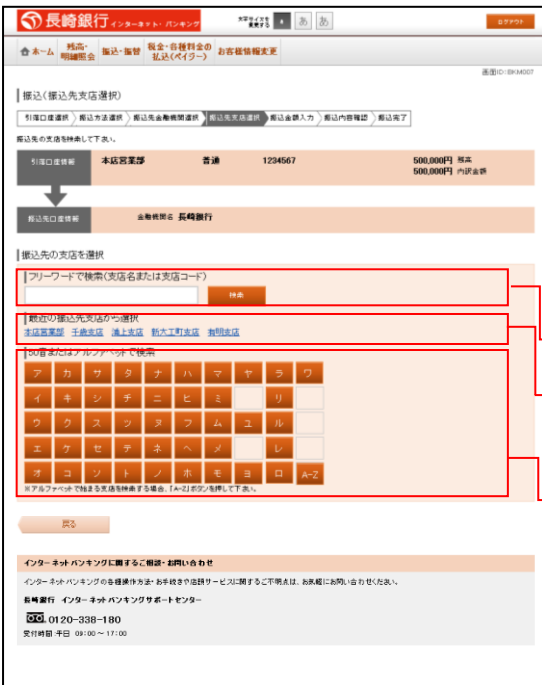 長崎銀行 インターネット・バンキング
文字サイズを変更する あ あ
ログアウト
ホーム 残高・明細照会 振込・振替 税金・各種料金の払込(ペイジー) お客様情報変更
画面ID:BKM007
振込(振込先支店選択)
引落口座選択 振込方法選択 振込先金融機関選択 振込先支店選択 振込金額入力 振込内容確認 振込完了
振込先の支店を検索して下さい。
引落口座情報 本店営業部 普通 1234567 500,000円 残高
500,000円 内訳金額
振込先口座情報 金融機関名 長崎銀行
振込先の支店を選択
フリーワードで検索(支店名または支店コード)
検索
最近の振込先支店から選択
本店営業部 千歳支店 浦上支店 新大工町支店 有明支店
50音またはアルファベットで検索
ア カ サ タ ナ ハ マ ヤ ラ ワ
イ キ シ チ ニ ヒ ミ リ
ウ ク ス ツ ヌ フ ム ユ ル
エ ケ セ テ ネ ヘ メ レ
オ コ ソ ト ノ ホ モ ヨ ロ A-Z
※アルファベットで始まる支店を検索する場合、「A-Z」ボタンを押して下さい。
戻る
インターネットバンキングに関するご相談・お問い合わせ
インターネットバンキングの各種操作方法・お手続きや店頭サービスに関するご不明点は、お気軽にお問い合わせください。
長崎銀行 インターネットバンキングサポートセンター
0120-338-180
受付時間 平日 09:00～17:00